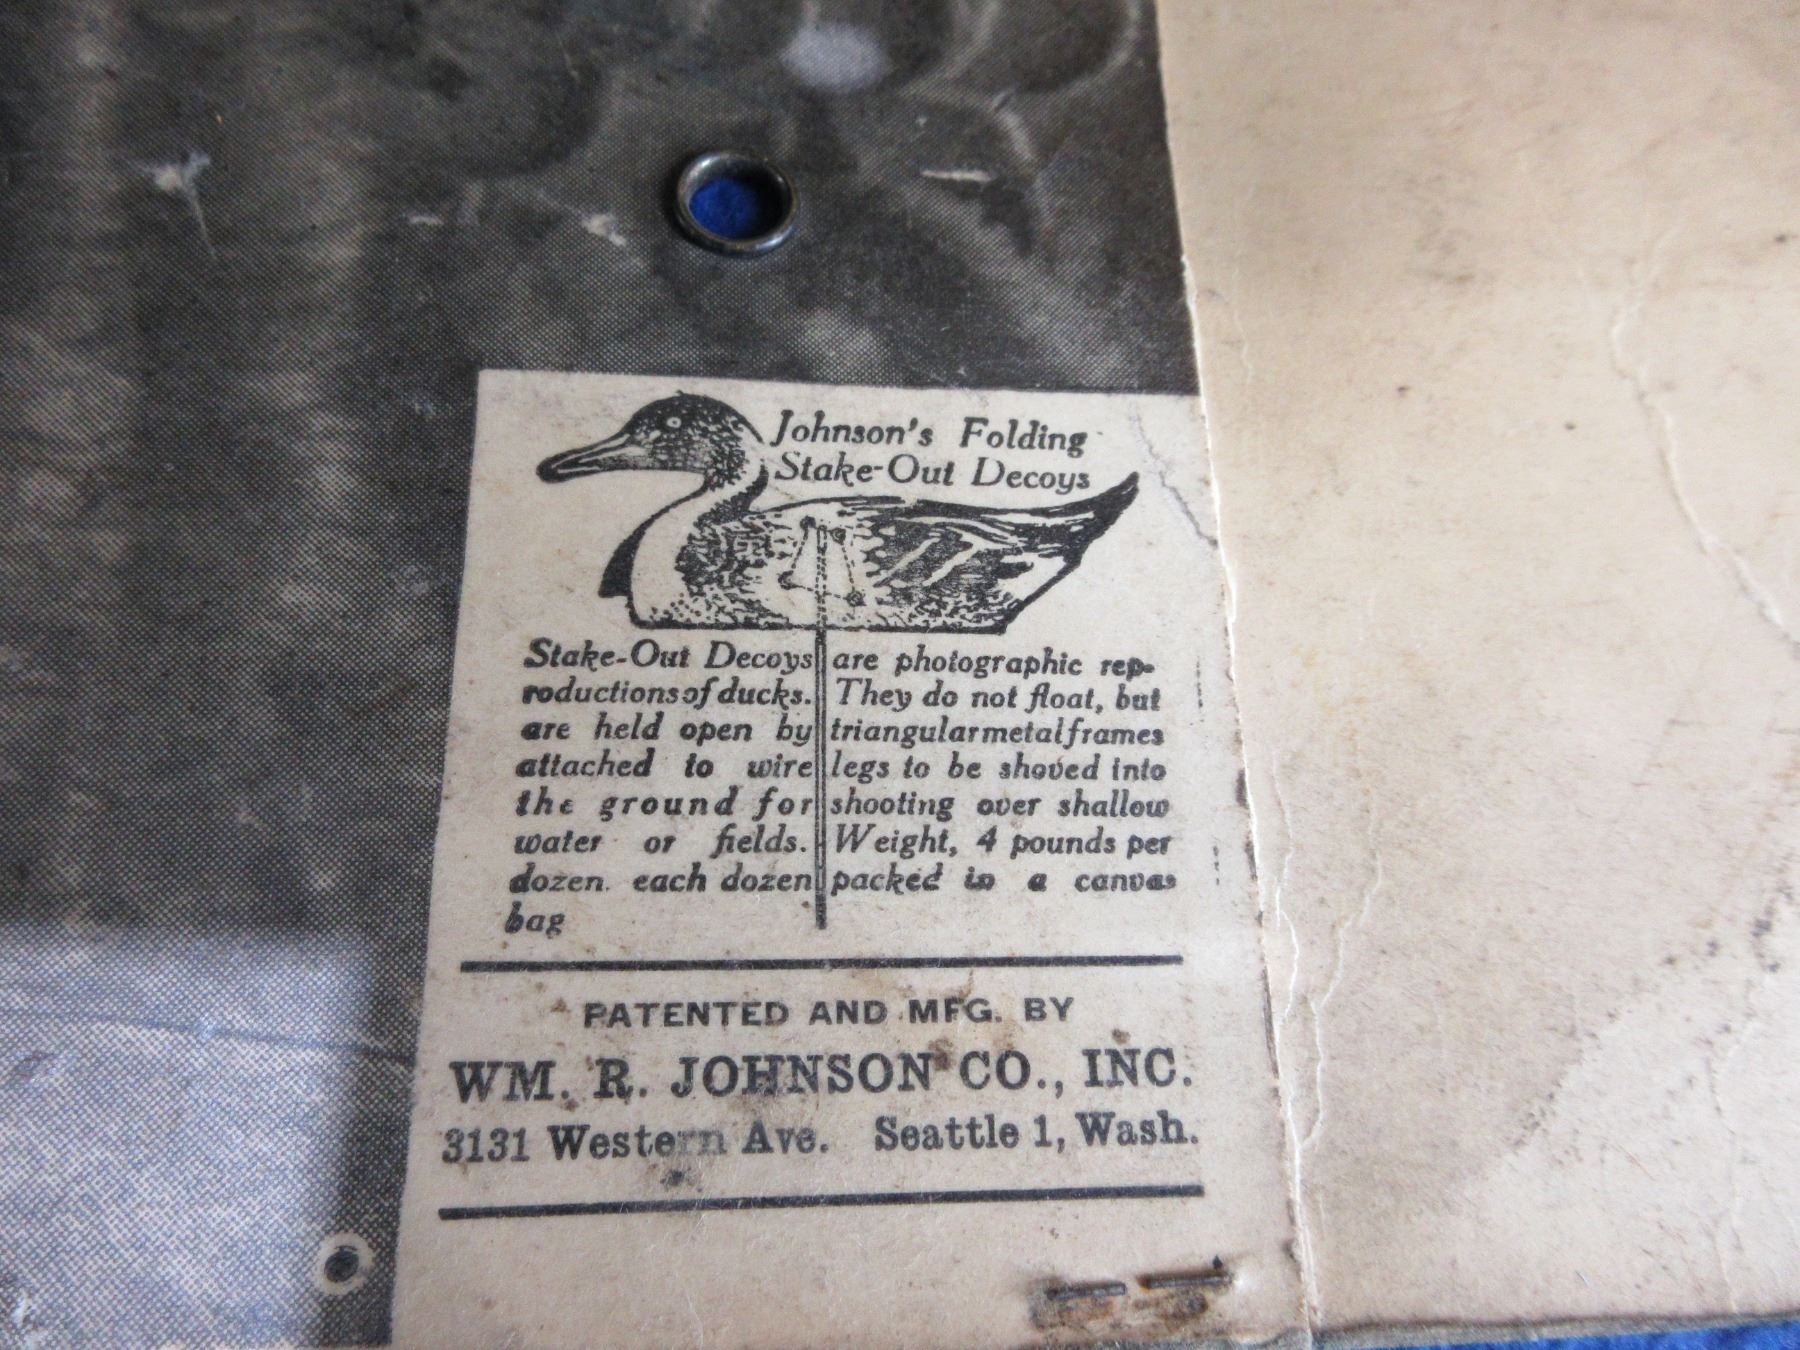 Johnson's Folding
Stake-Out Decoys
Stake-Out Decoys are photographic rep-
roductions of ducks. They do not float, but
are held open by triangular metal frames
attached to wire legs to be shoved into
the ground for shooting over shallow
water or fields. Weight, 4 pounds per
dozen. each dozen packed in a canvas
bag
PATENTED AND MFG. BY
WM. R. JOHNSON CO., INC.
3131 Western Ave. Seattle 1, Wash.